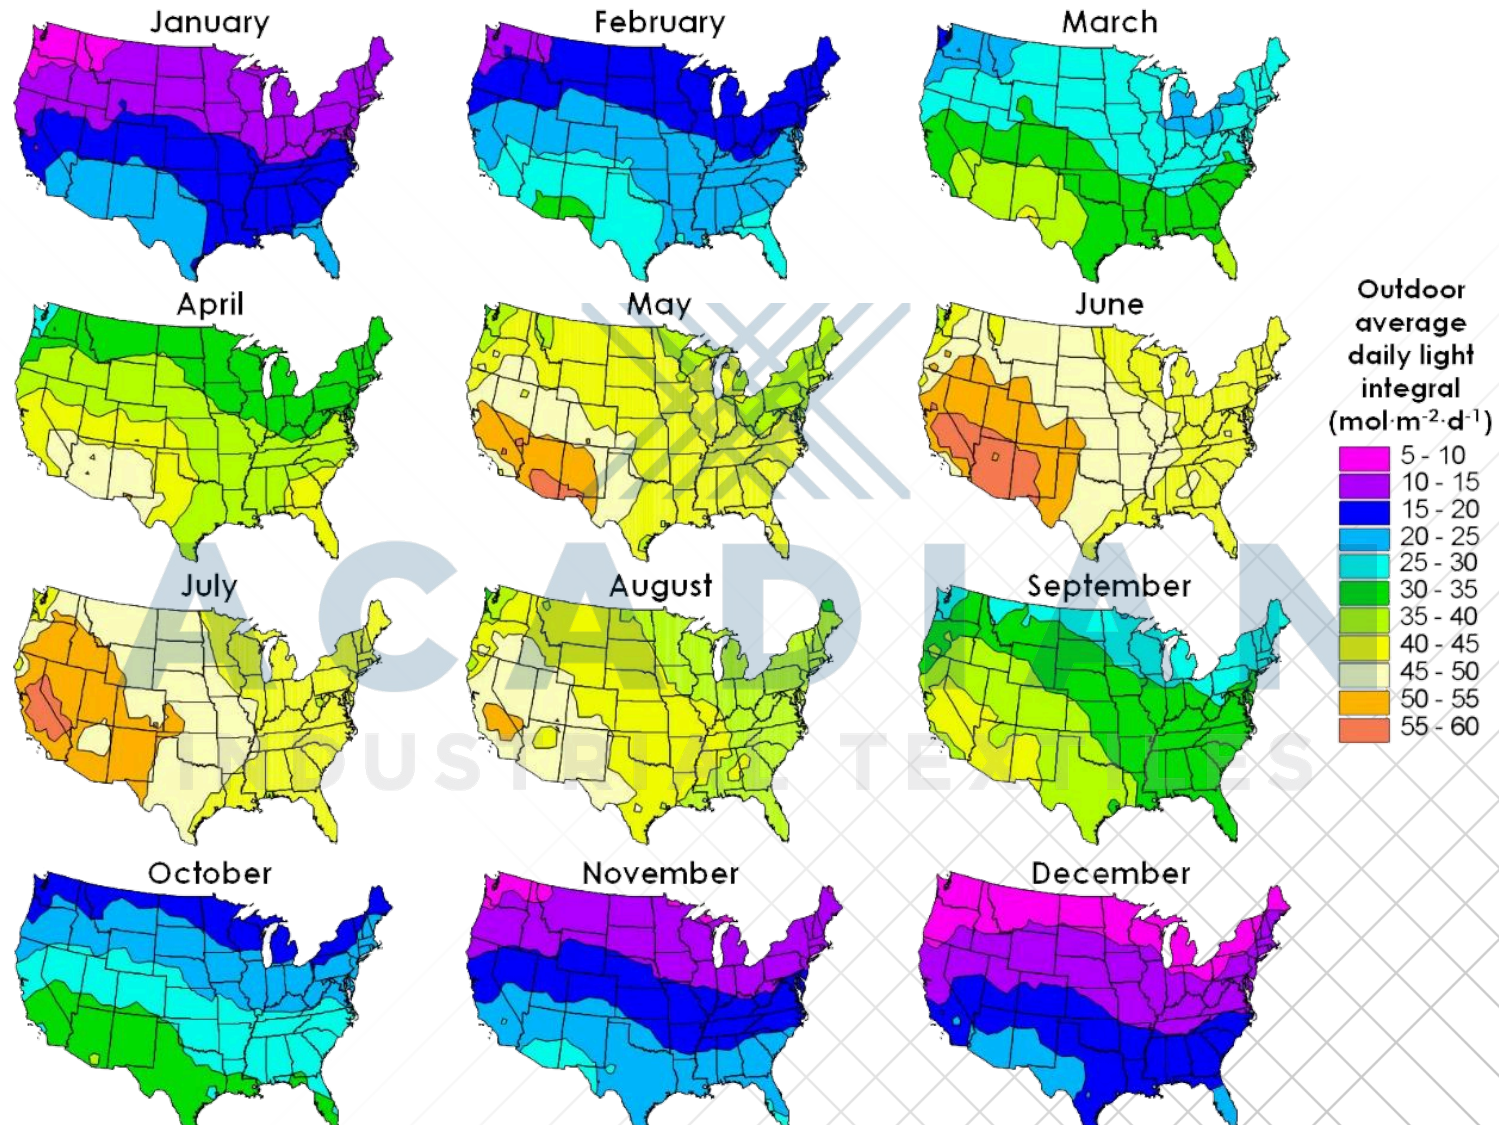 January
February
March
April
May
June
July
August
September
October
November
December
Outdoor
average
daily light
integral
(mol·m⁻²·d⁻¹)
5 - 10
10 - 15
15 - 20
20 - 25
25 - 30
30 - 35
35 - 40
40 - 45
45 - 50
50 - 55
55 - 60
ACADIAN
INDUSTRIAL TEXTILES